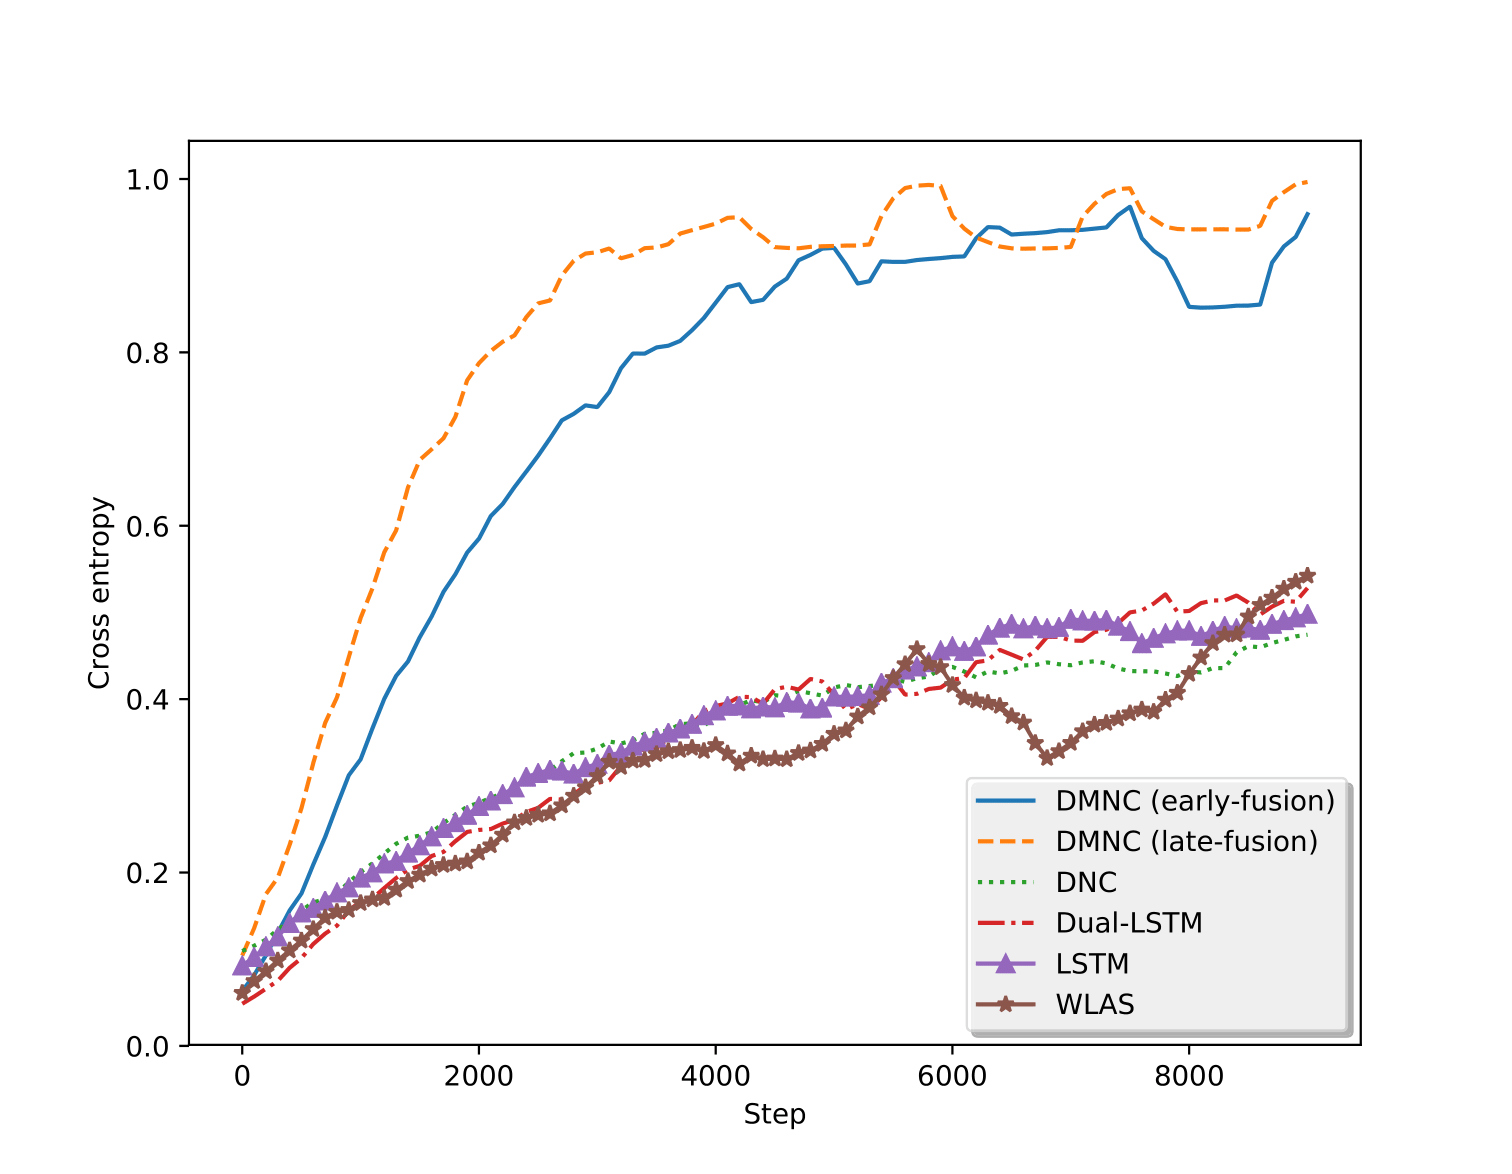 1.0
0.8
0.6
0.4
0.2
0.0
Cross entropy
0 2000 4000 6000 8000
Step
DMNC (early-fusion)
DMNC (late-fusion)
DNC
Dual-LSTM
LSTM
WLAS